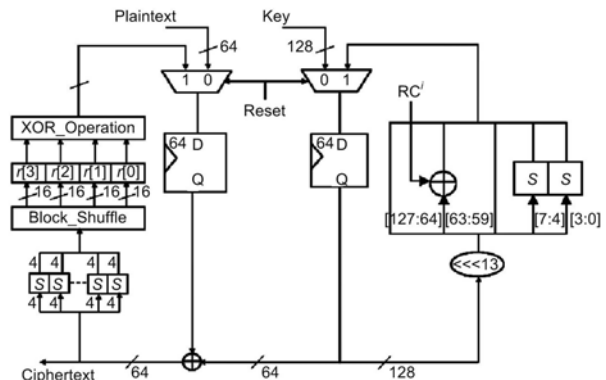 Plaintext
Key
64
128
1 0
0 1
Reset
RC^i
XOR_Operation
64 D
Q
64 D
Q
r[3] r[2] r[1] r[0]
16 16 16 16
Block_Shuffle
S S
[127:64] [63:59] [7:4] [3:0]
4 4 4 4
S S S S
4 4 4 4
<<<13
Ciphertext
64
64
128